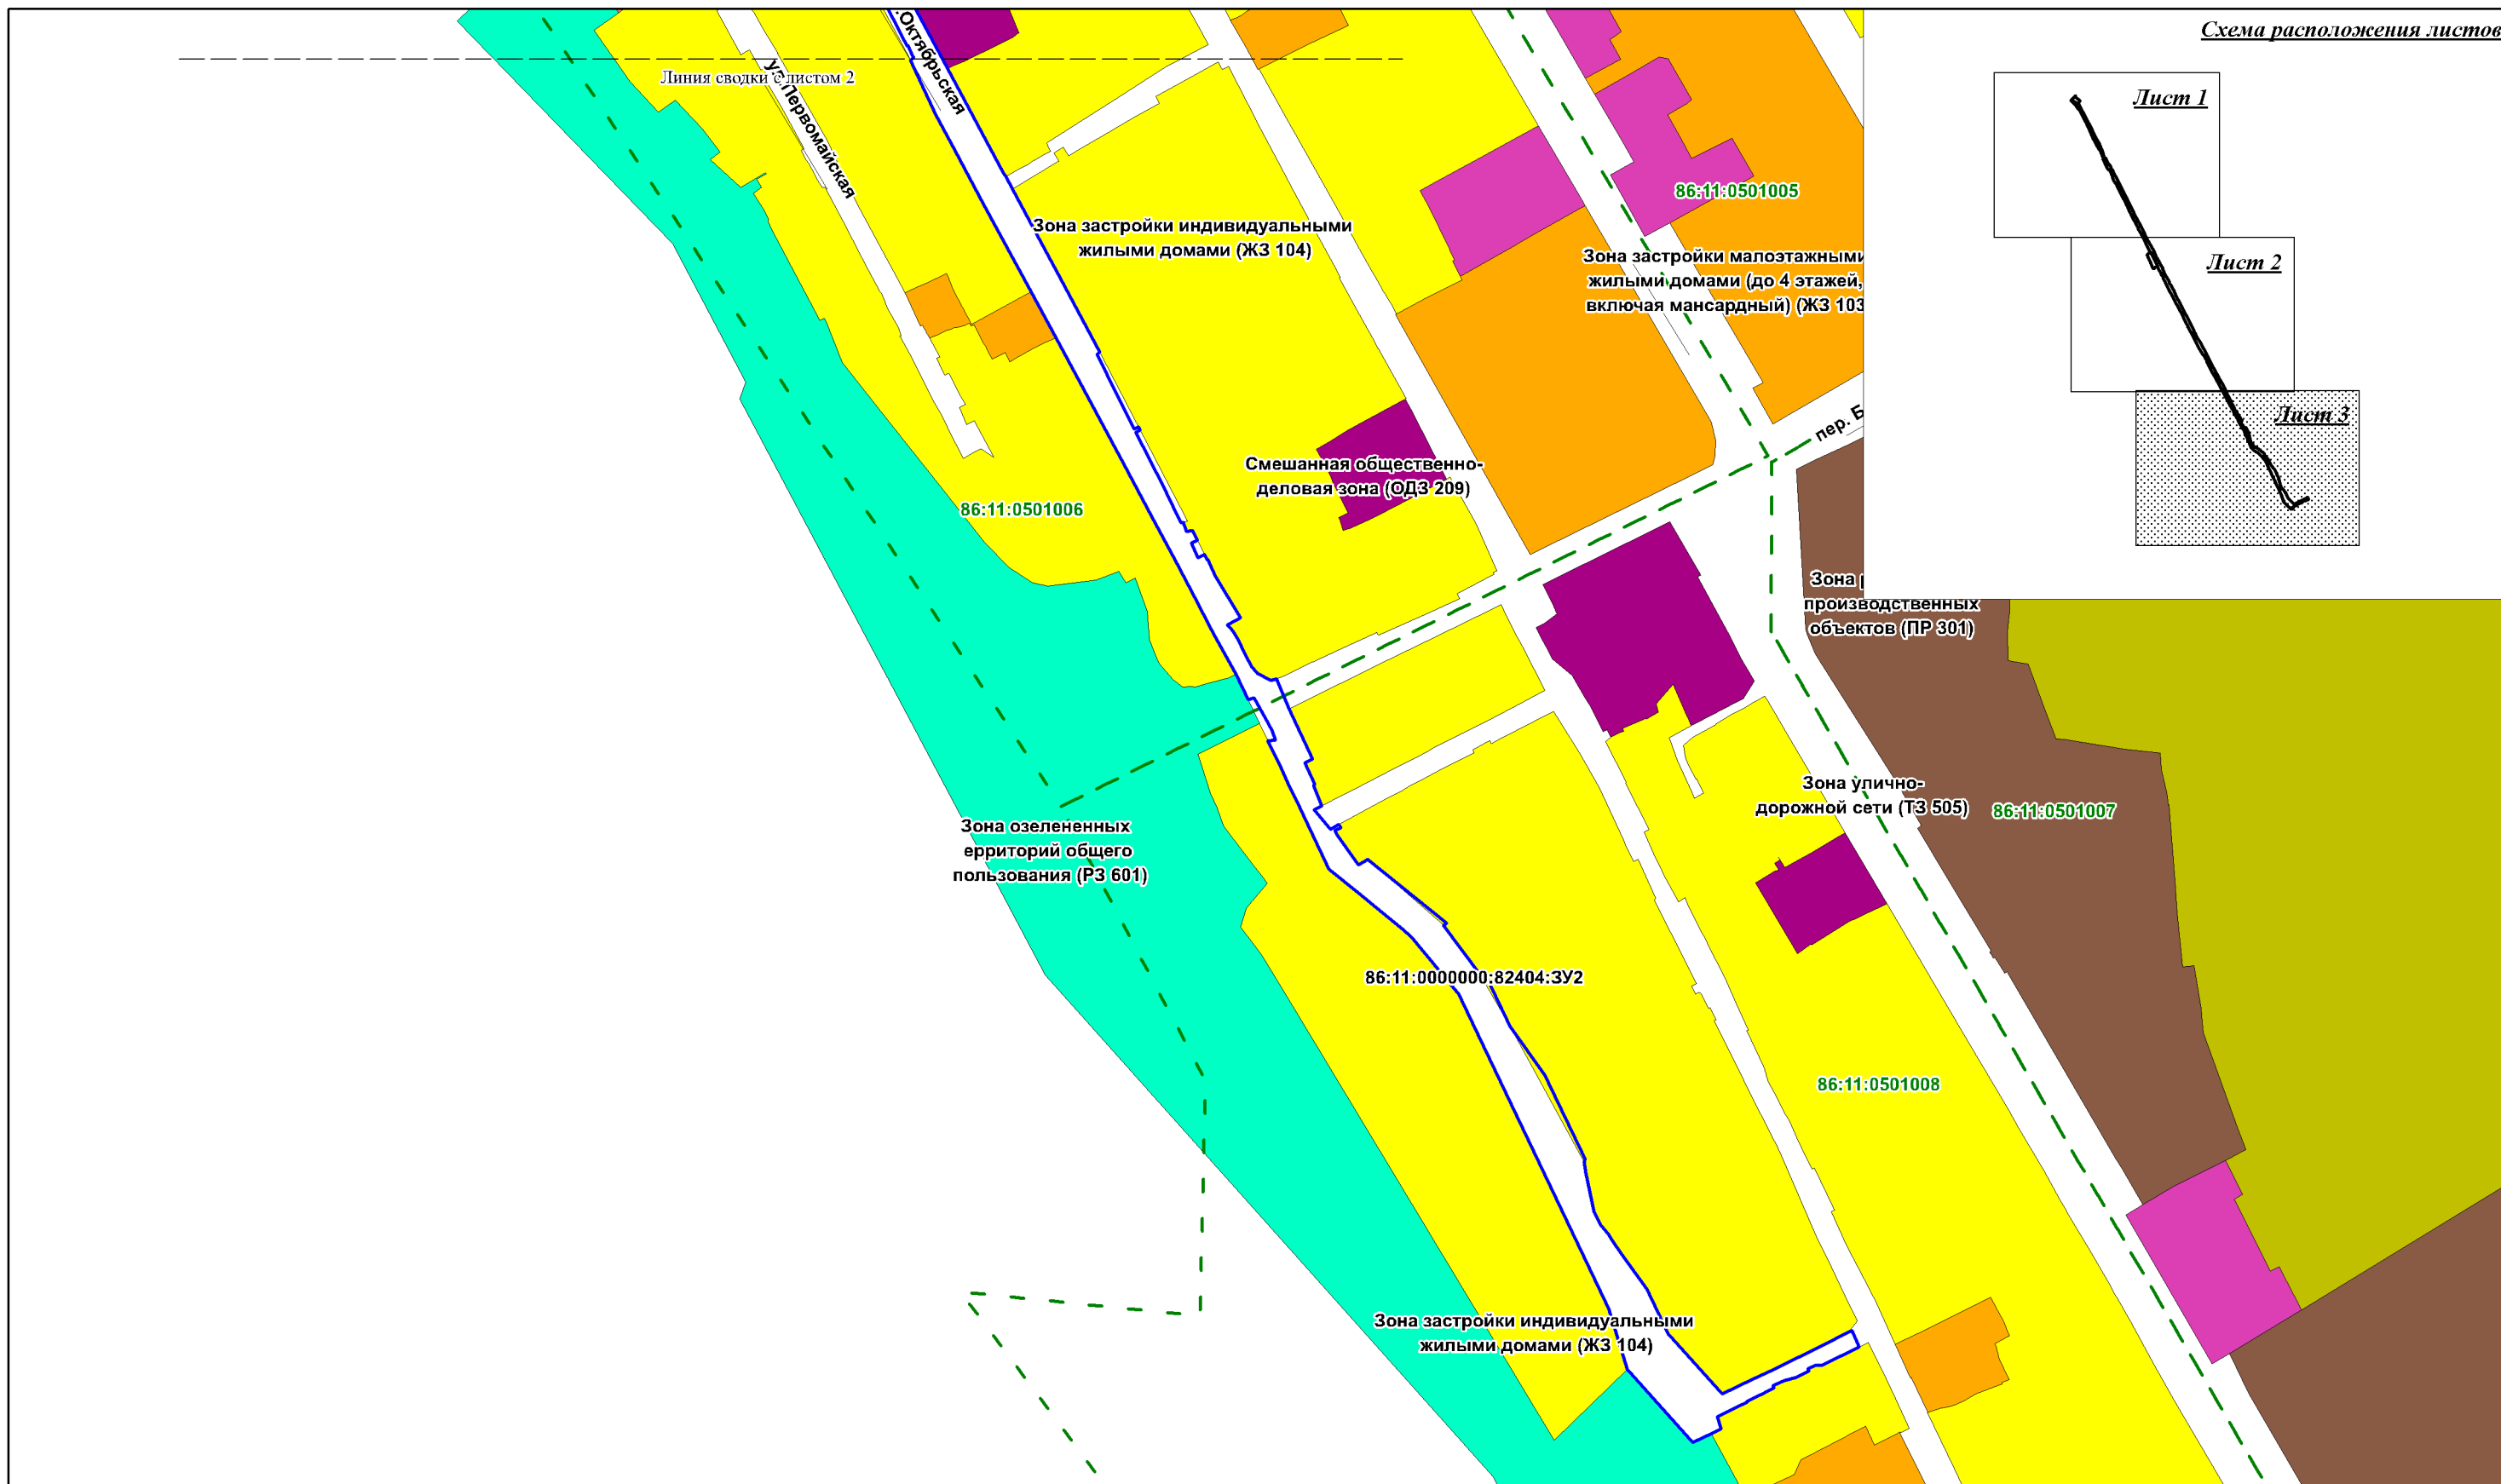 Схема расположения листов
Лист 1
Лист 2
Лист 3
Линия сводки с листом 2
ул. Первомайская
.Октябрьская
86:11:0501005
Зона застройки индивидуальными
жилыми домами (ЖЗ 104)
Зона застройки малоэтажными
жилыми домами (до 4 этажей,
включая мансардный) (ЖЗ 103
пер. Б
Смешанная общественно-
деловая зона (ОДЗ 209)
86:11:0501006
Зона
производственных
объектов (ПР 301)
Зона улично-
дорожной сети (ТЗ 505)
86:11:0501007
Зона озелененных
ерриторий общего
пользования (РЗ 601)
86:11:0000000:82404:ЗУ2
86:11:0501008
Зона застройки индивидуальными
жилыми домами (ЖЗ 104)